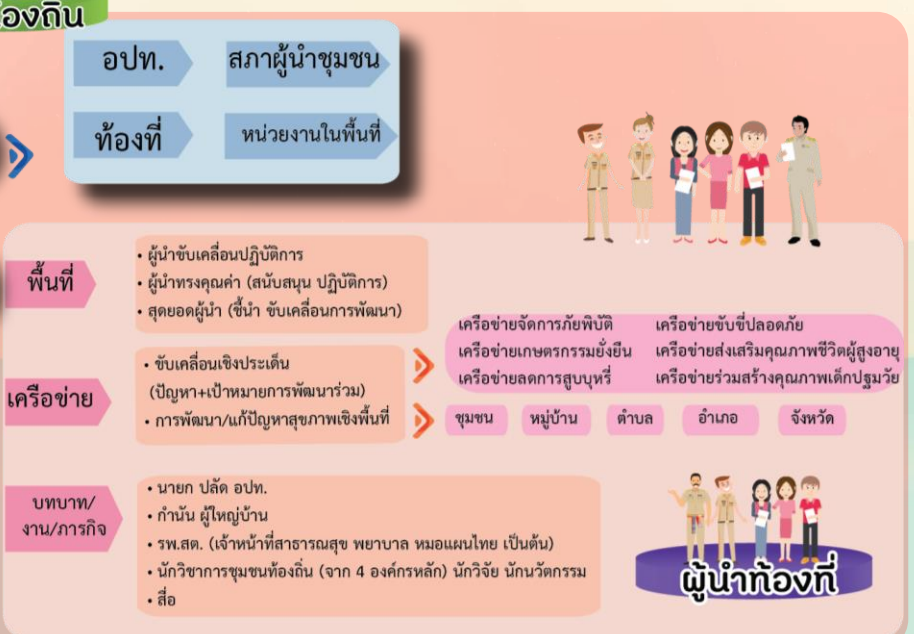 องถิ่น
อปท.
สภาผู้นำชุมชน
ท้องที่
หน่วยงานในพื้นที่
พื้นที่
• ผู้นำขับเคลื่อนปฏิบัติการ
• ผู้นำทรงคุณค่า (สนับสนุน ปฏิบัติการ)
• สุดยอดผู้นำ (ชี้นำ ขับเคลื่อนการพัฒนา)
เครือข่าย
• ขับเคลื่อนเชิงประเด็น
(ปัญหา+เป้าหมายการพัฒนาร่วม)
• การพัฒนา/แก้ปัญหาสุขภาพเชิงพื้นที่
เครือข่ายจัดการภัยพิบัติ
เครือข่ายเกษตรกรรมยั่งยืน
เครือข่ายลดการสูบบุหรี่
เครือข่ายขับขี่ปลอดภัย
เครือข่ายส่งเสริมคุณภาพชีวิตผู้สูงอายุ
เครือข่ายร่วมสร้างคุณภาพเด็กปฐมวัย
ชุมชน
หมู่บ้าน
ตำบล
อำเภอ
จังหวัด
บทบาท/
งาน/ภารกิจ
• นายก ปลัด อปท.
• กำนัน ผู้ใหญ่บ้าน
• รพ.สต. (เจ้าหน้าที่สาธารณสุข พยาบาล หมอแผนไทย เป็นต้น)
• นักวิชาการชุมชนท้องถิ่น (จาก 4 องค์กรหลัก) นักวิจัย นักนวัตกรรม
• สื่อ
ผู้นำท้องที่